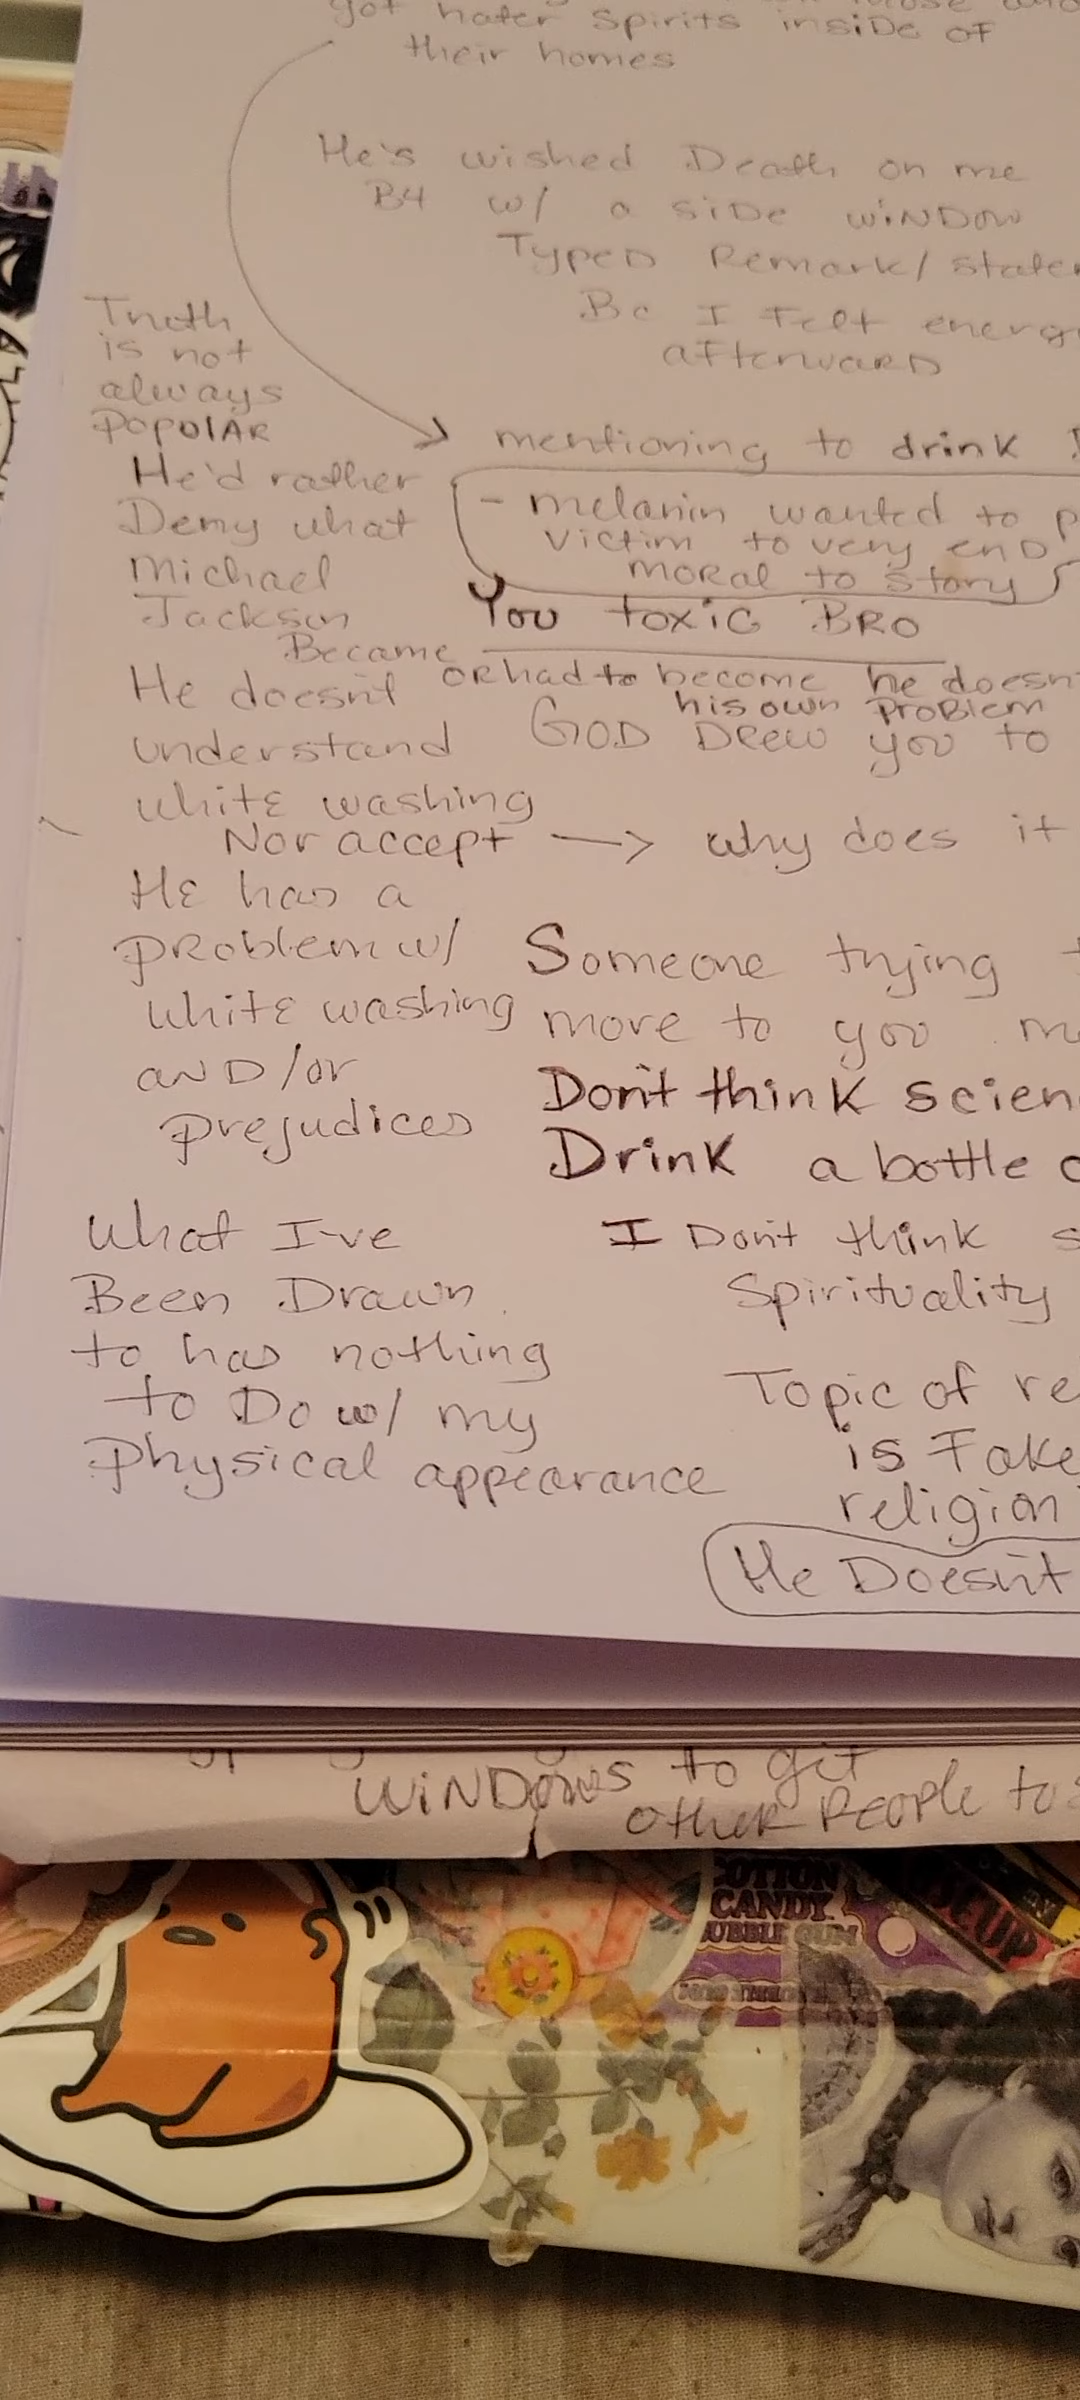 got hater spirits inside of
their homes
He's wished Death on me
B4 w/ a side window
Typed Remark/
Bc I Felt
afterward
Truth
is not
always
Popular
He'd rather
Deny what
Michael
Jackson
Became
or had to become he doesn't
his own problem
mentioning to drink
- melanin wanted to
victim to very end
moral to story
You toxic BRO
He doesn't
understand
white washing
Nor accept → why does it
God Drew you to
He has a
problem w/
white washing
and/or
prejudices
Someone trying
more to you
Don't think
Drink a bottle
What I've
Been Drawn
to has nothing
to Do w/ my
Physical appearance
I Don't think
Spirituality
Topic of
is Fake
religion
He Doesn't
WiNDows to git
other People to
COTTON
CANDY
BUBBLE GUM